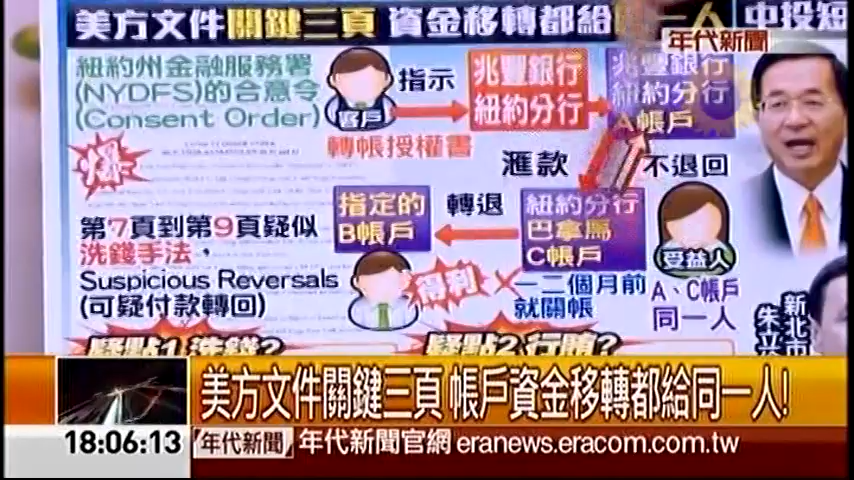 美方文件關鍵三頁 資金移轉都給 一人 中投短
年代新聞
紐約州金融服務署
(NYDFS)的合意令
(Consent Order)
客戶
指示
兆豐銀行
紐約分行
兆豐銀行
紐約分行
A帳戶
轉帳授權書
爆
匯款
不退回
第7頁到第9頁疑似
洗錢手法，
Suspicious Reversals
(可疑付款轉回)
指定的
B帳戶
轉退
紐約分行
巴拿馬
C帳戶
受益人
得利
一二個月前
就關帳
A、C帳戶
同一人
新北市
朱立
疑點1 洗錢?
疑點2 行賄?
美方文件關鍵三頁 帳戶資金移轉都給同一人!
18:06:13
年代新聞 年代新聞官網 eranews.eracom.com.tw